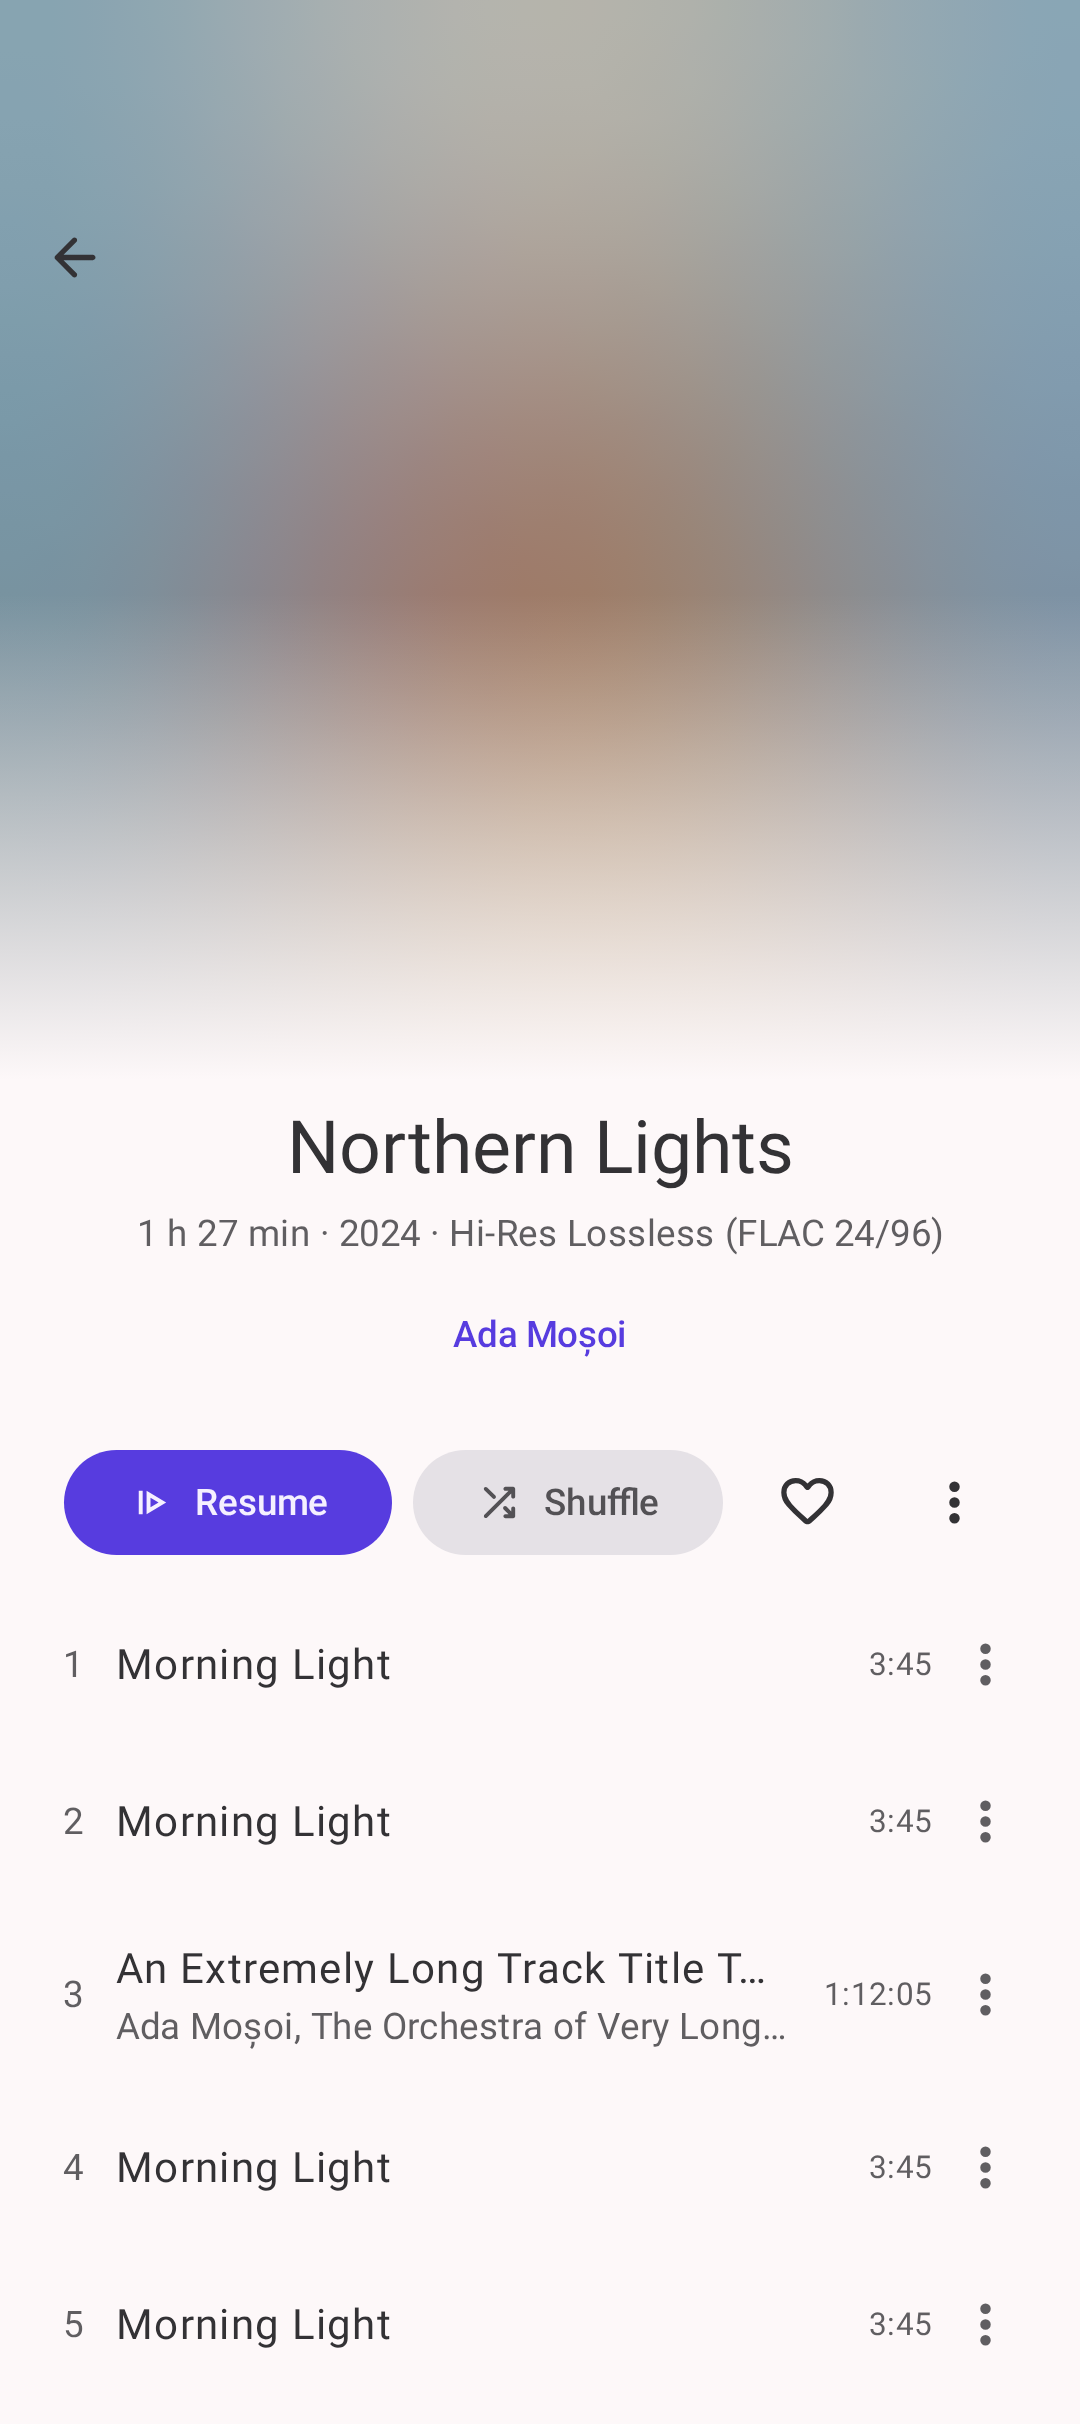 Northern Lights
1 h 27 min · 2024 · Hi-Res Lossless (FLAC 24/96)
Ada Moșoi
Resume
Shuffle
1 Morning Light 3:45
2 Morning Light 3:45
3 An Extremely Long Track Title T… 1:12:05
Ada Moșoi, The Orchestra of Very Long…
4 Morning Light 3:45
5 Morning Light 3:45